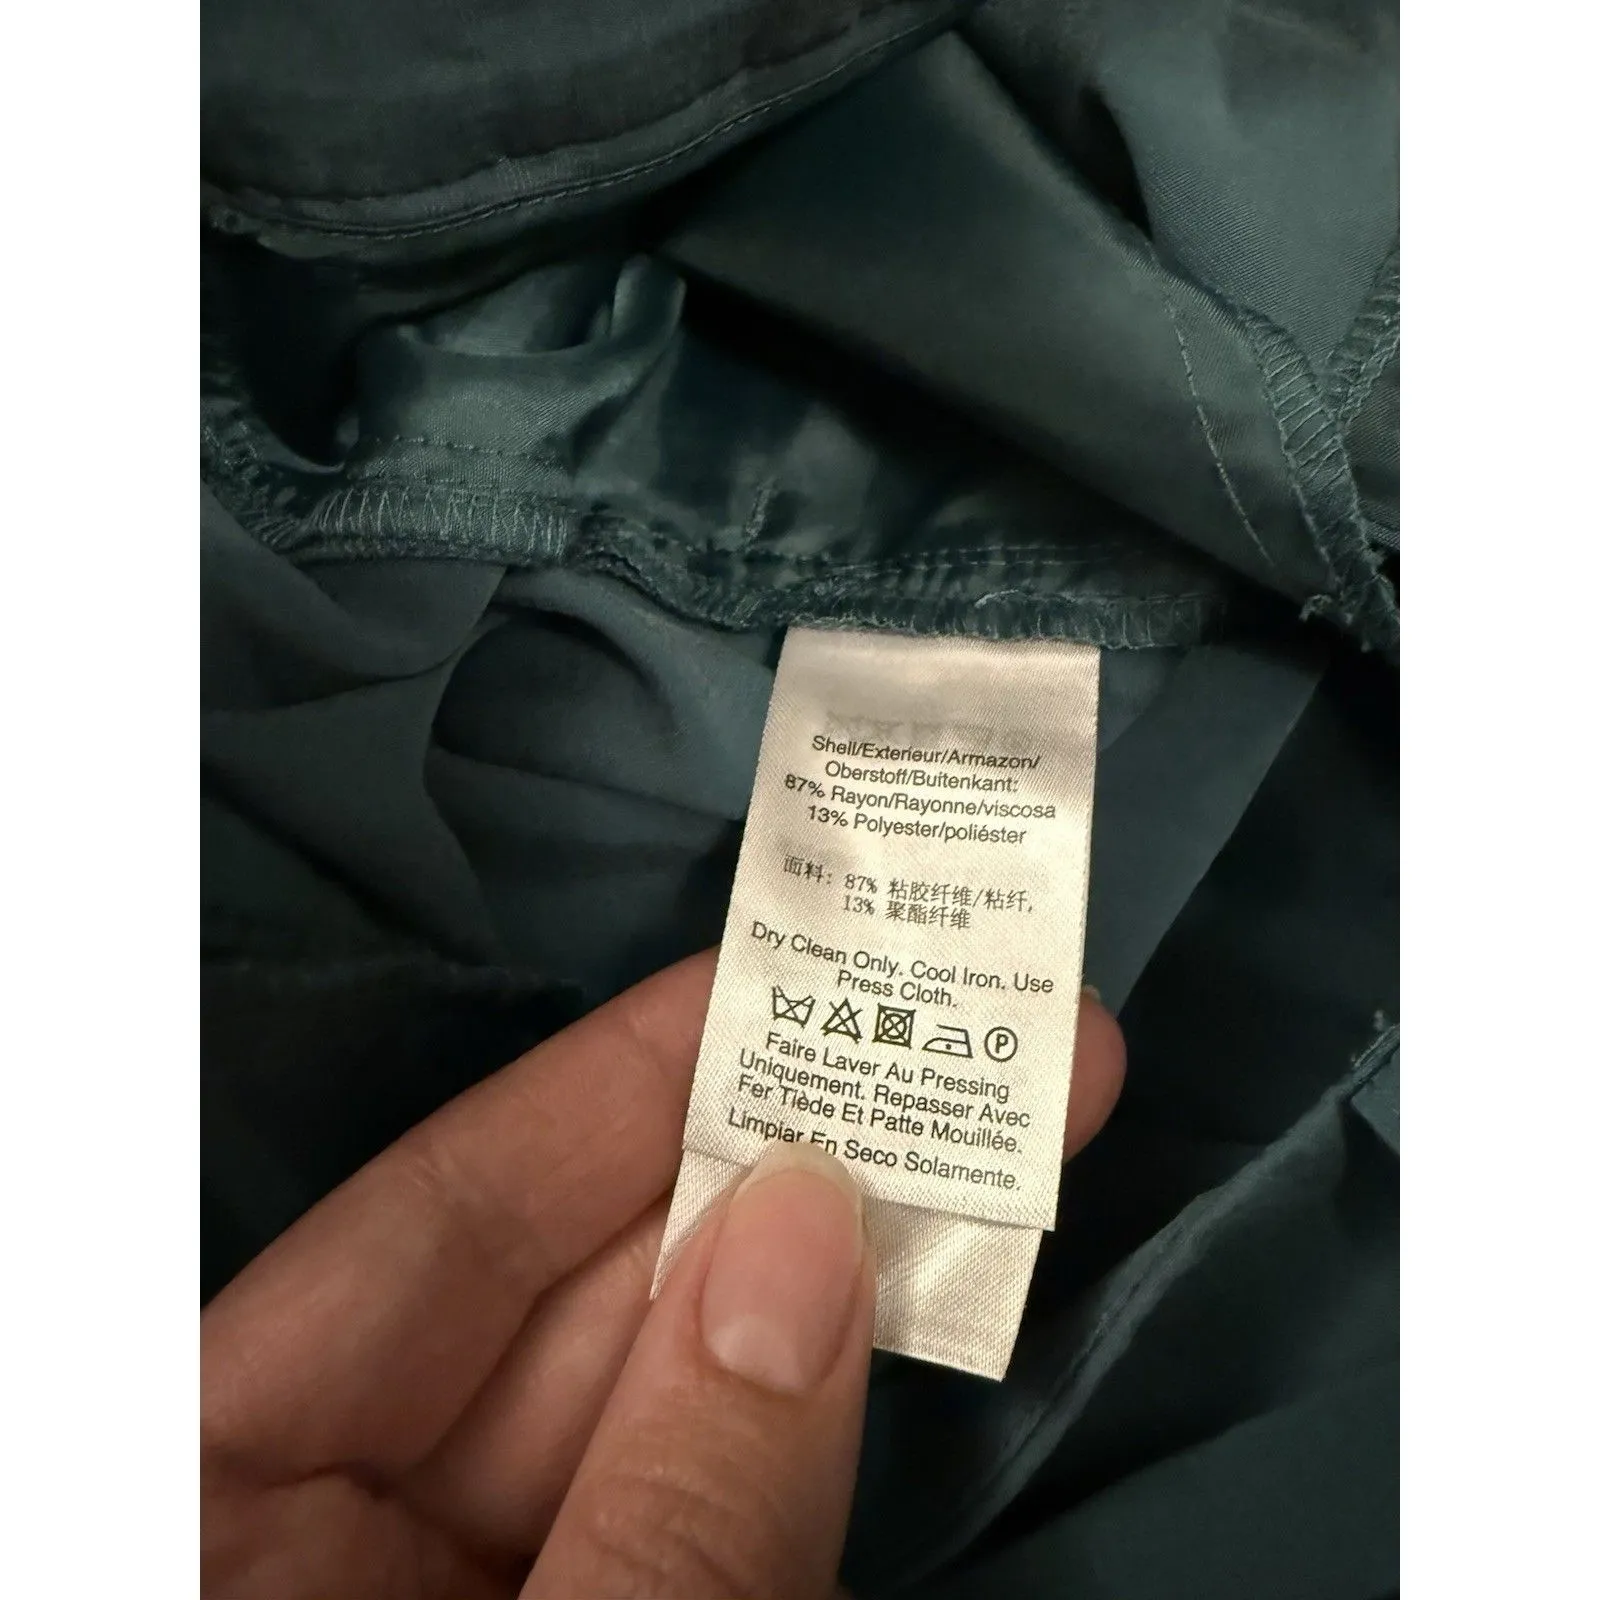 Shell/Exterieur/Armazon/
Oberstoff/Buitenkant:
87% Rayon/Rayonne/viscosa
13% Polyester/poliéster
面料: 87% 粘胶纤维/粘纤,
13% 聚酯纤维
Dry Clean Only. Cool Iron. Use
Press Cloth.
P
Faire Laver Au Pressing
Uniquement. Repasser Avec
Fer Tiède Et Patte Mouillée.
Limpiar En Seco Solamente.